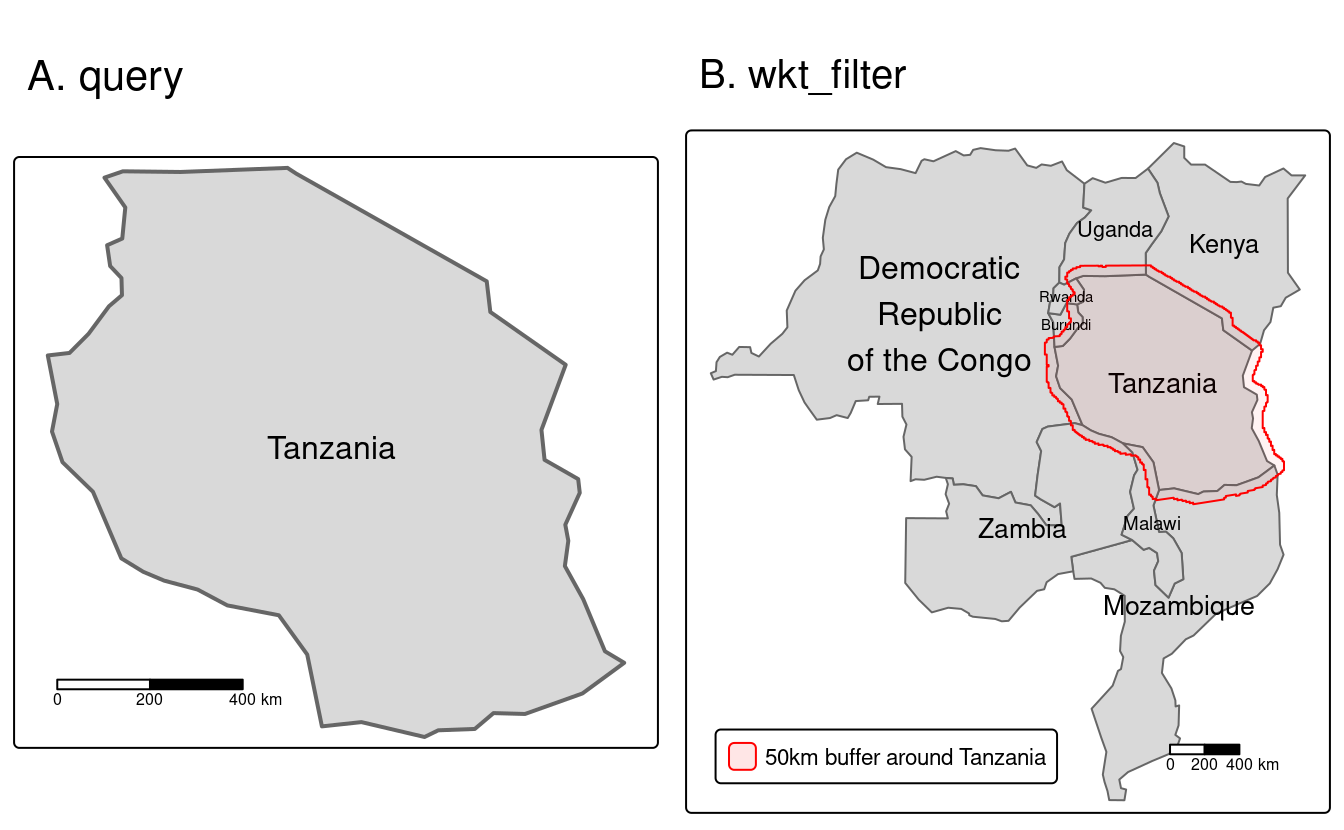 A. query
Tanzania
0 200 400 km
B. wkt_filter
Uganda
Kenya
Democratic
Republic
of the Congo
Rwanda
Burundi
Tanzania
Zambia
Malawi
Mozambique
50km buffer around Tanzania
0 200 400 km